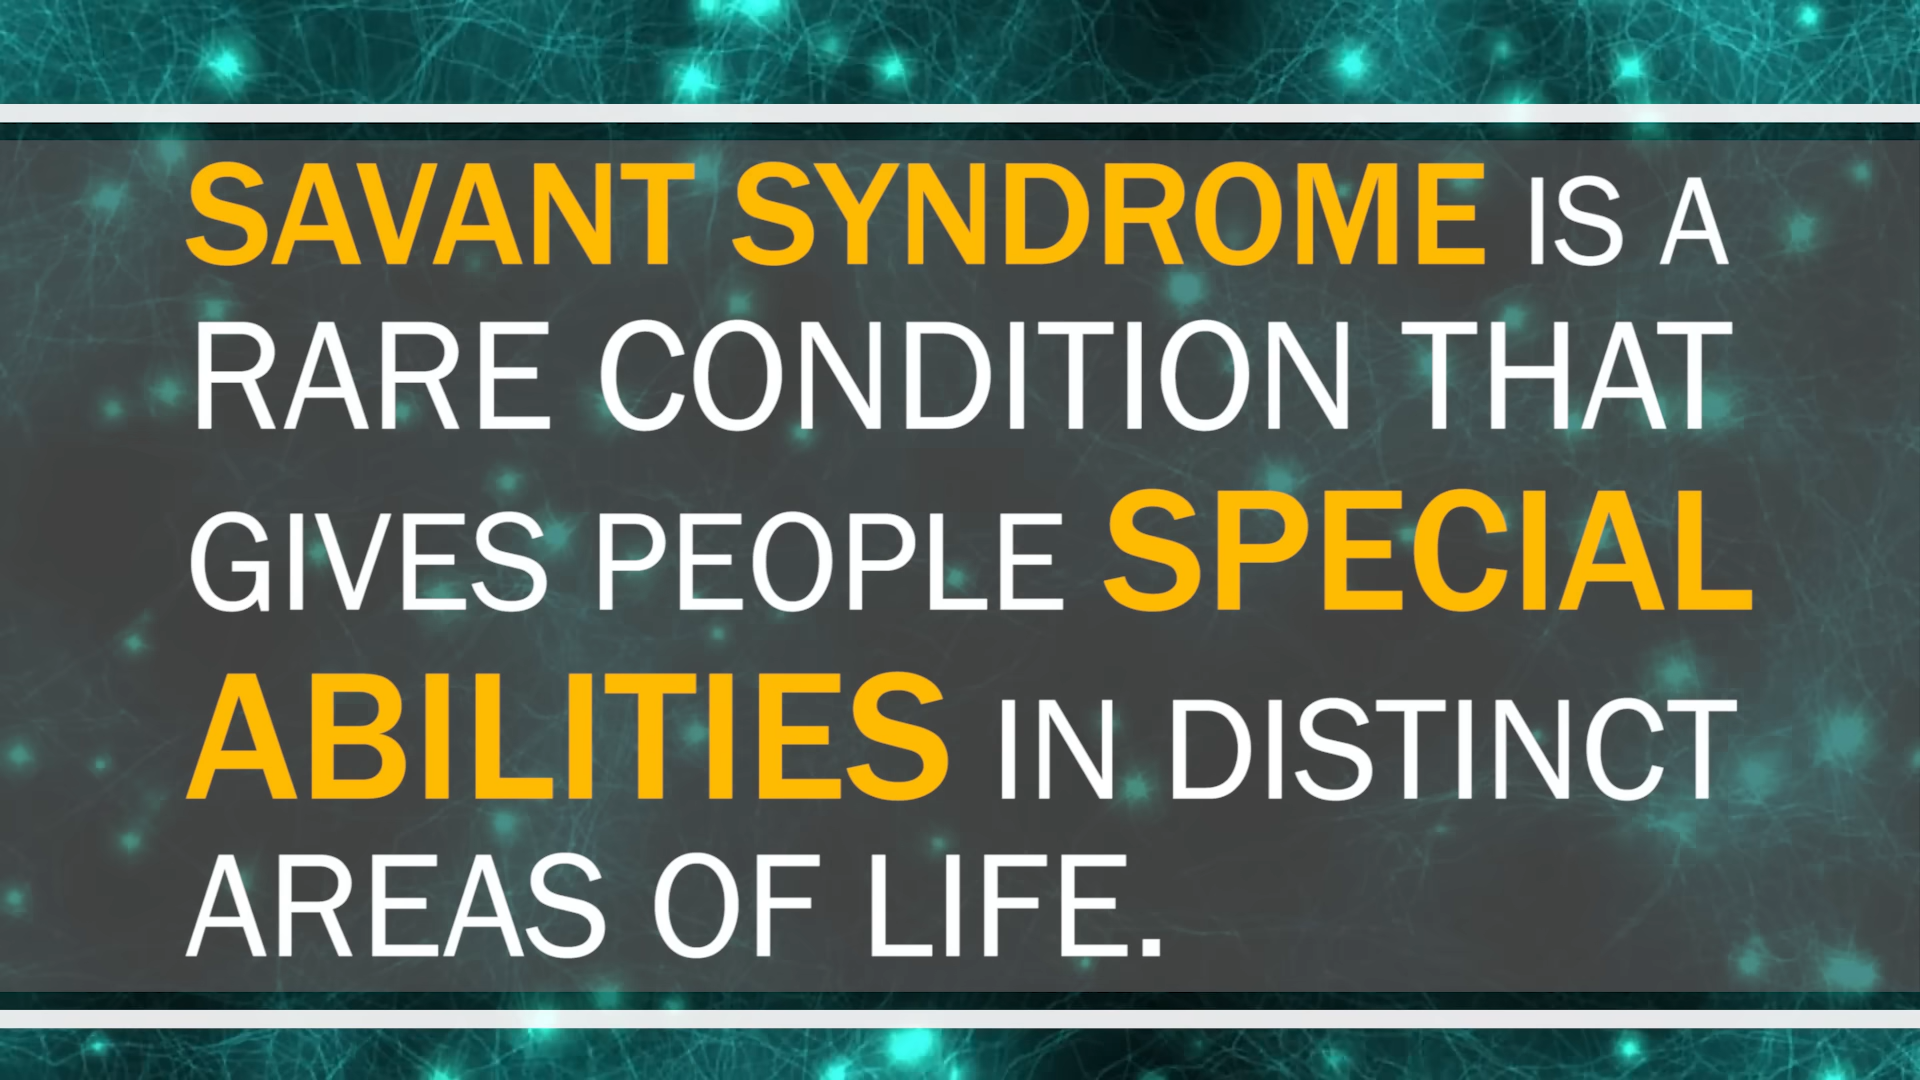 SAVANT SYNDROME IS A
RARE CONDITION THAT
GIVES PEOPLE SPECIAL
ABILITIES IN DISTINCT
AREAS OF LIFE.